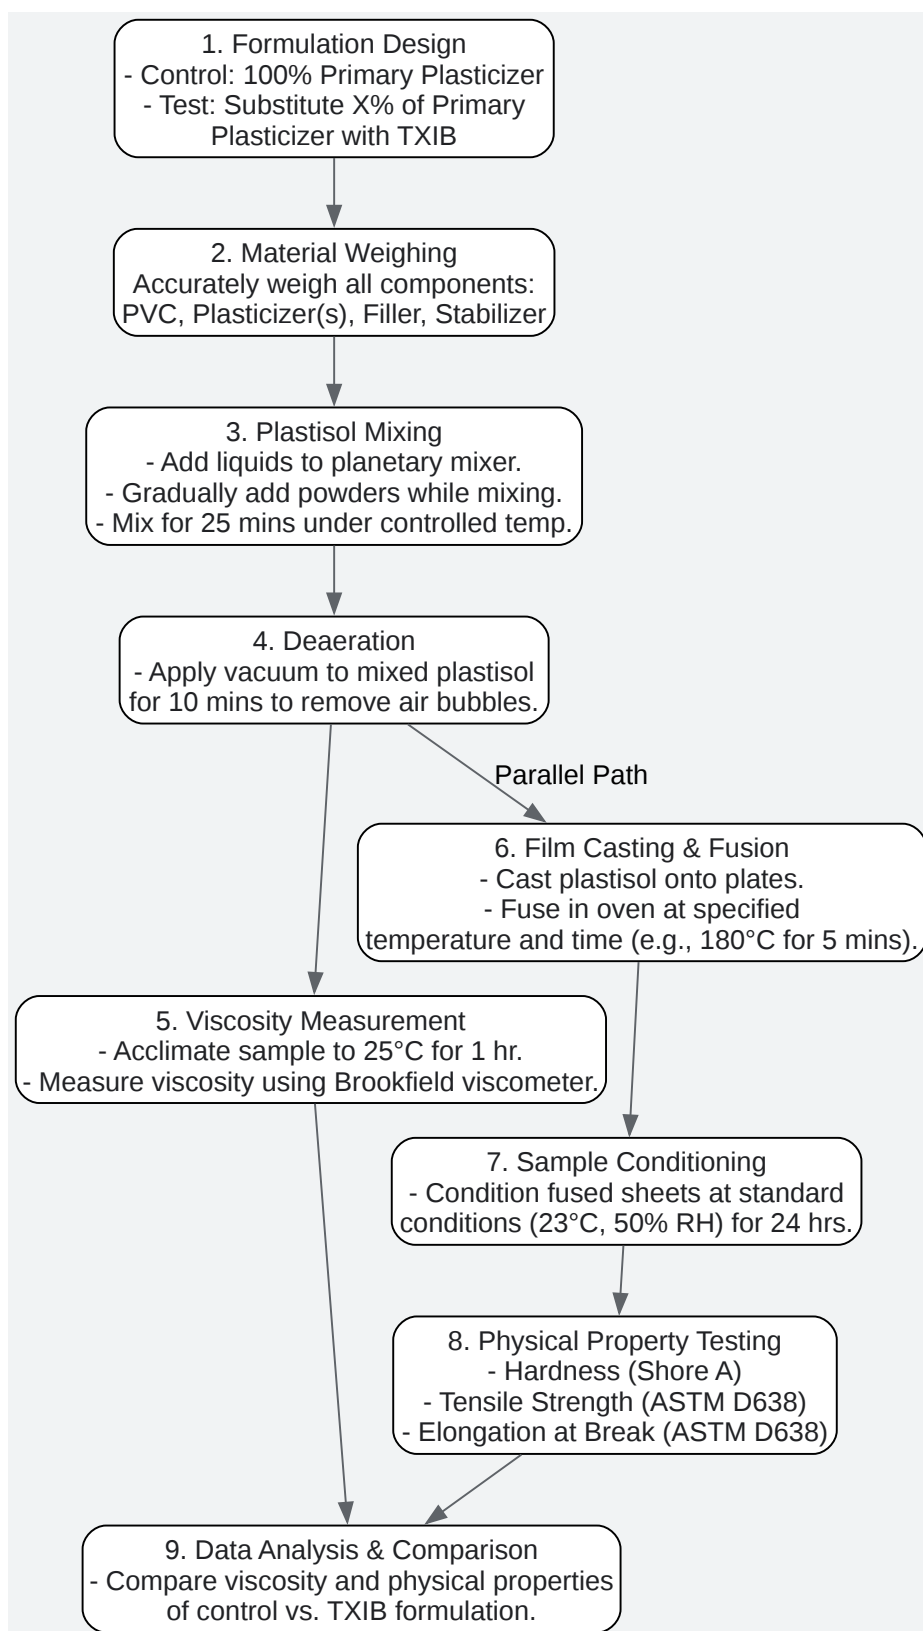 1. Formulation Design
- Control: 100% Primary Plasticizer
- Test: Substitute X% of Primary
Plasticizer with TXIB
2. Material Weighing
Accurately weigh all components:
PVC, Plasticizer(s), Filler, Stabilizer
3. Plastisol Mixing
- Add liquids to planetary mixer.
- Gradually add powders while mixing.
- Mix for 25 mins under controlled temp.
4. Deaeration
- Apply vacuum to mixed plastisol
for 10 mins to remove air bubbles.
Parallel Path
6. Film Casting & Fusion
- Cast plastisol onto plates.
- Fuse in oven at specified
temperature and time (e.g., 180°C for 5 mins).
5. Viscosity Measurement
- Acclimate sample to 25°C for 1 hr.
- Measure viscosity using Brookfield viscometer.
7. Sample Conditioning
- Condition fused sheets at standard
conditions (23°C, 50% RH) for 24 hrs.
8. Physical Property Testing
- Hardness (Shore A)
- Tensile Strength (ASTM D638)
- Elongation at Break (ASTM D638)
9. Data Analysis & Comparison
- Compare viscosity and physical properties
of control vs. TXIB formulation.